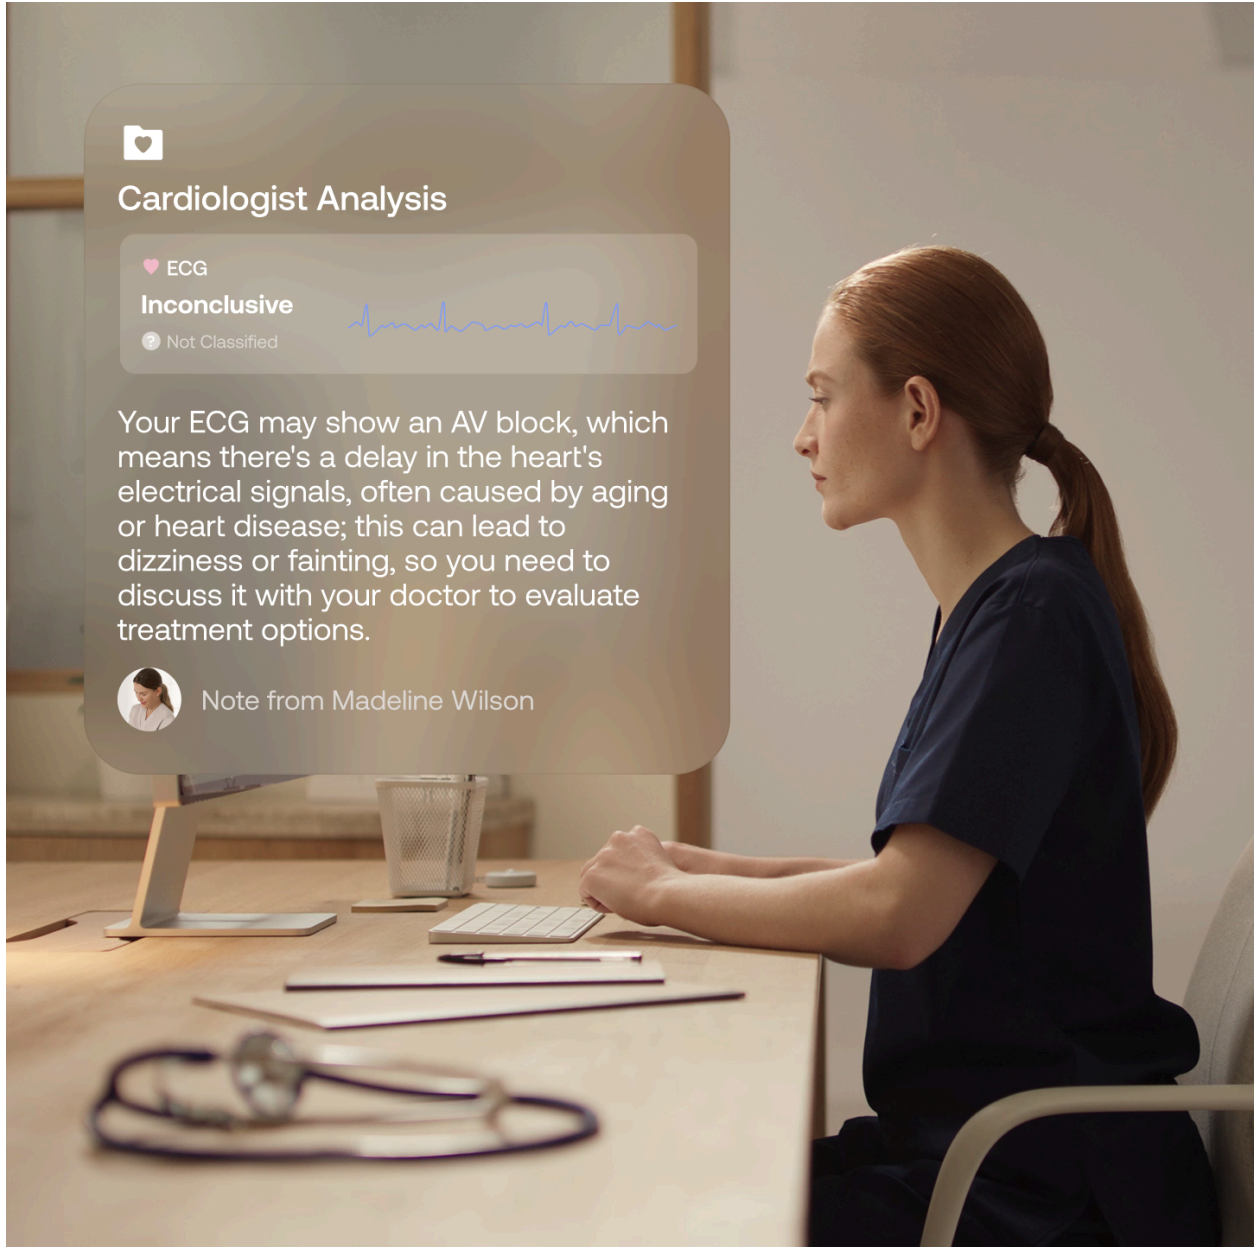 Cardiologist Analysis
ECG
Inconclusive
? Not Classified
Your ECG may show an AV block, which
means there's a delay in the heart's
electrical signals, often caused by aging
or heart disease; this can lead to
dizziness or fainting, so you need to
discuss it with your doctor to evaluate
treatment options.
Note from Madeline Wilson